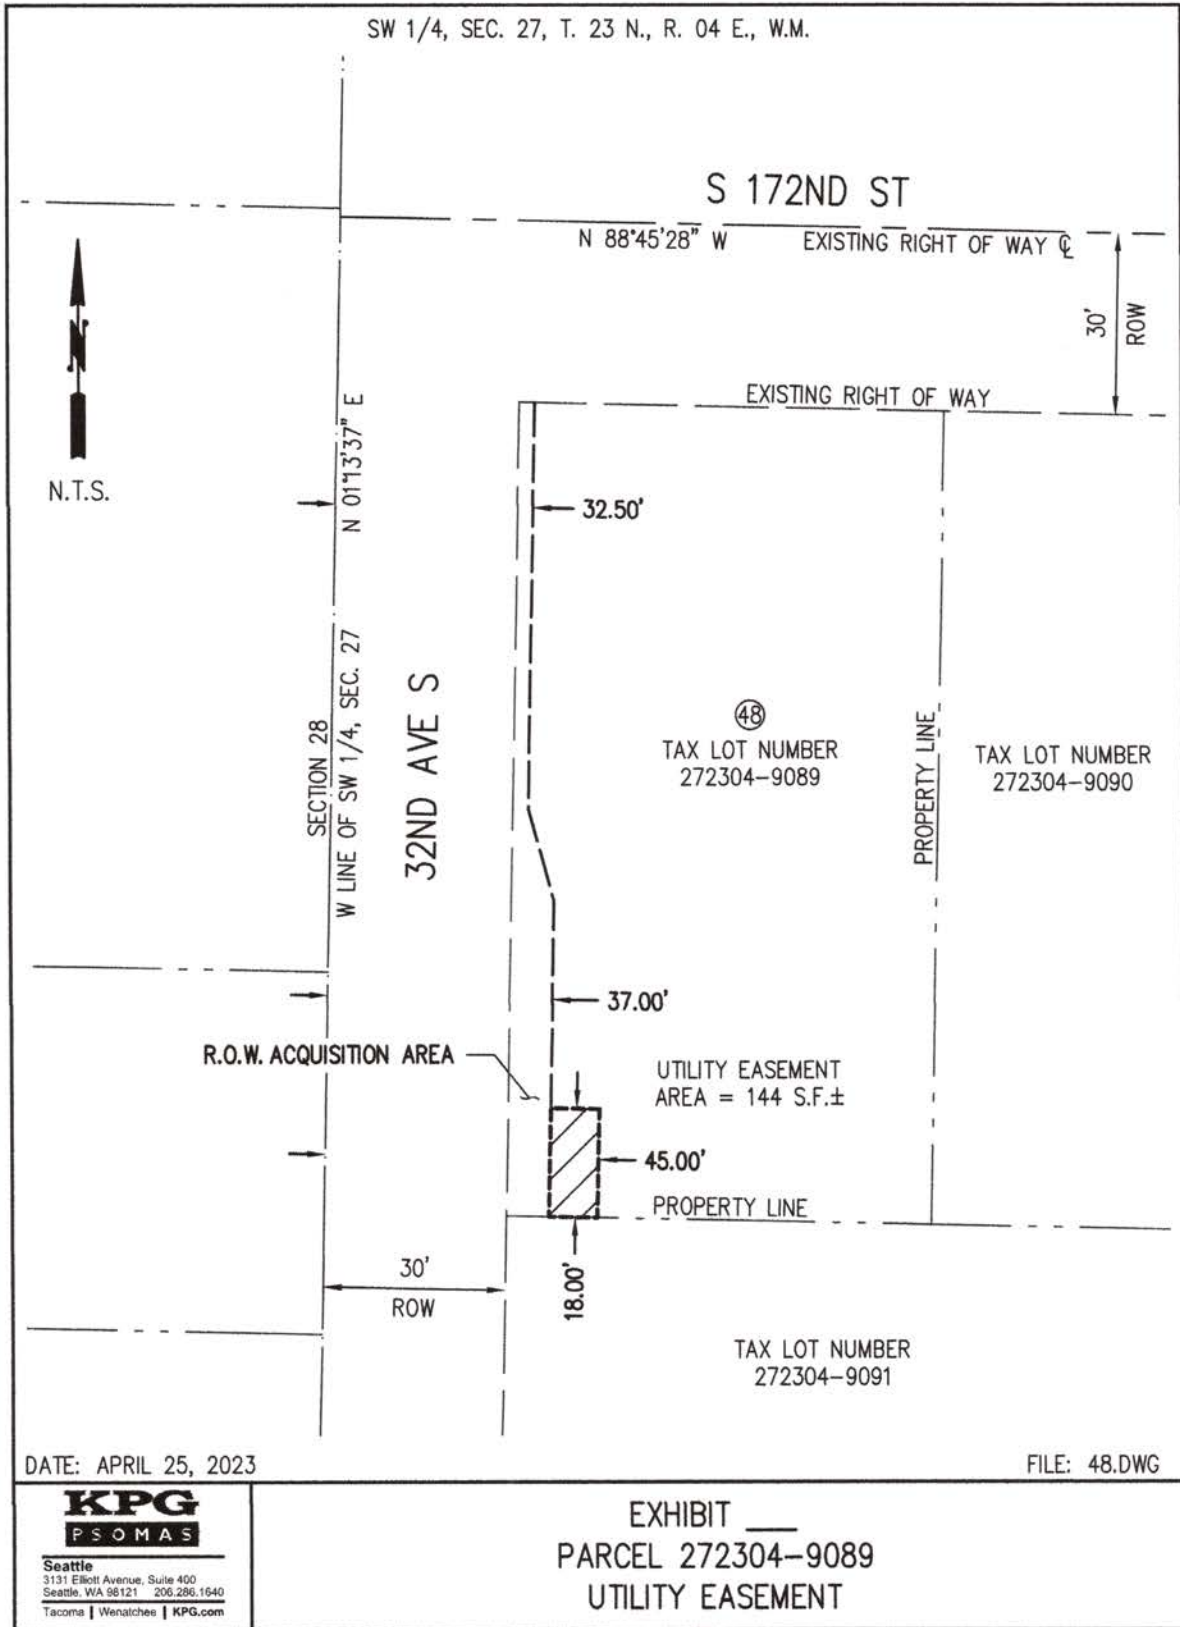 SW 1/4, SEC. 27, T. 23 N., R. 04 E., W.M.
S 172ND ST
N 88°45'28" W
EXISTING RIGHT OF WAY ℄
30'
ROW
N
N.T.S.
EXISTING RIGHT OF WAY
N 01°13'37" E
32.50'
SECTION 28
W LINE OF SW 1/4, SEC. 27
32ND AVE S
48
TAX LOT NUMBER
272304-9089
PROPERTY LINE
TAX LOT NUMBER
272304-9090
37.00'
R.O.W. ACQUISITION AREA
UTILITY EASEMENT
AREA = 144 S.F.±
45.00'
PROPERTY LINE
18.00'
30'
ROW
TAX LOT NUMBER
272304-9091
DATE: APRIL 25, 2023
FILE: 48.DWG
KPG
PSOMAS
Seattle
3131 Elliott Avenue, Suite 400
Seattle, WA 98121 206.286.1640
Tacoma | Wenatchee | KPG.com
EXHIBIT ___
PARCEL 272304-9089
UTILITY EASEMENT